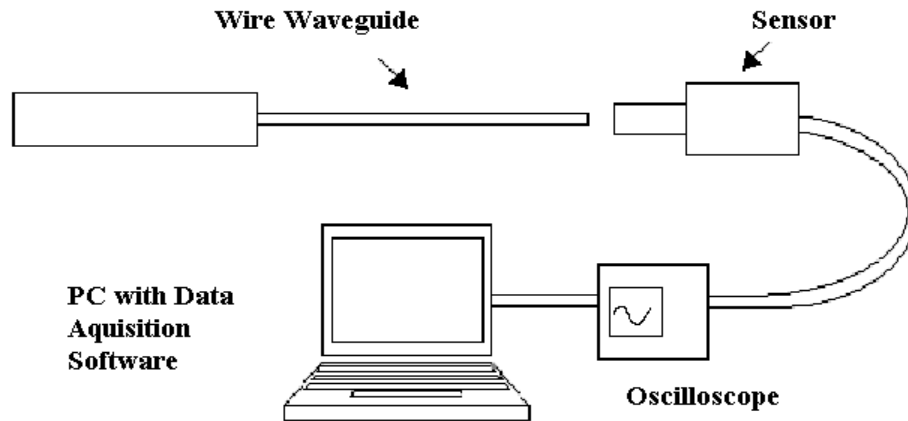 Wire Waveguide
Sensor
PC with Data
Aquisition
Software
Oscilloscope